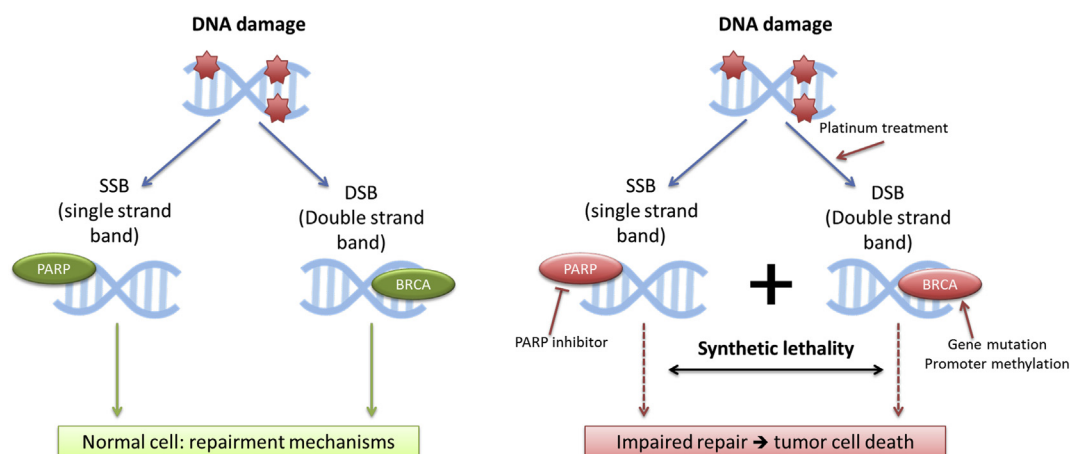 DNA damage
SSB
(single strand
band)
DSB
(Double strand
band)
PARP
BRCA
Normal cell: repairment mechanisms
DNA damage
Platinum treatment
SSB
(single strand
band)
DSB
(Double strand
band)
PARP
BRCA
PARP inhibitor
Gene mutation
Promoter methylation
Synthetic lethality
Impaired repair → tumor cell death